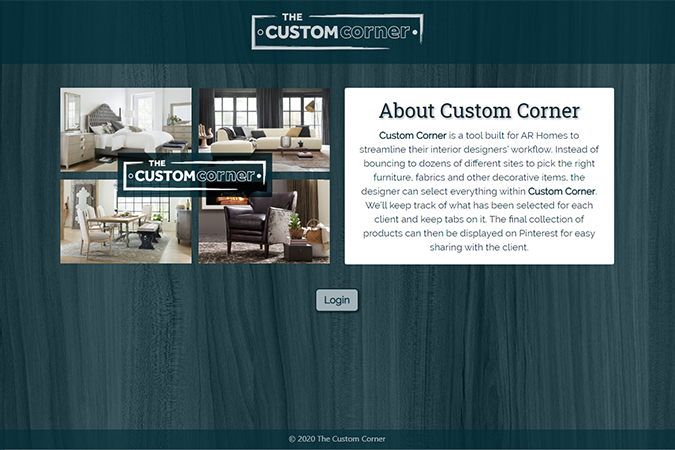 THE
CUSTOMcorner
THE
CUSTOMcorner
About Custom Corner
Custom Corner is a tool built for AR Homes to
streamline their interior designers' workflow. Instead of
bouncing to dozens of different sites to pick the right
furniture, fabrics and other decorative items, the
designer can select everything within Custom Corner.
We'll keep track of what has been selected for each
client and keep tabs on it. The final collection of
products can then be displayed on Pinterest for easy
sharing with the client.
Login
© 2020 The Custom Corner